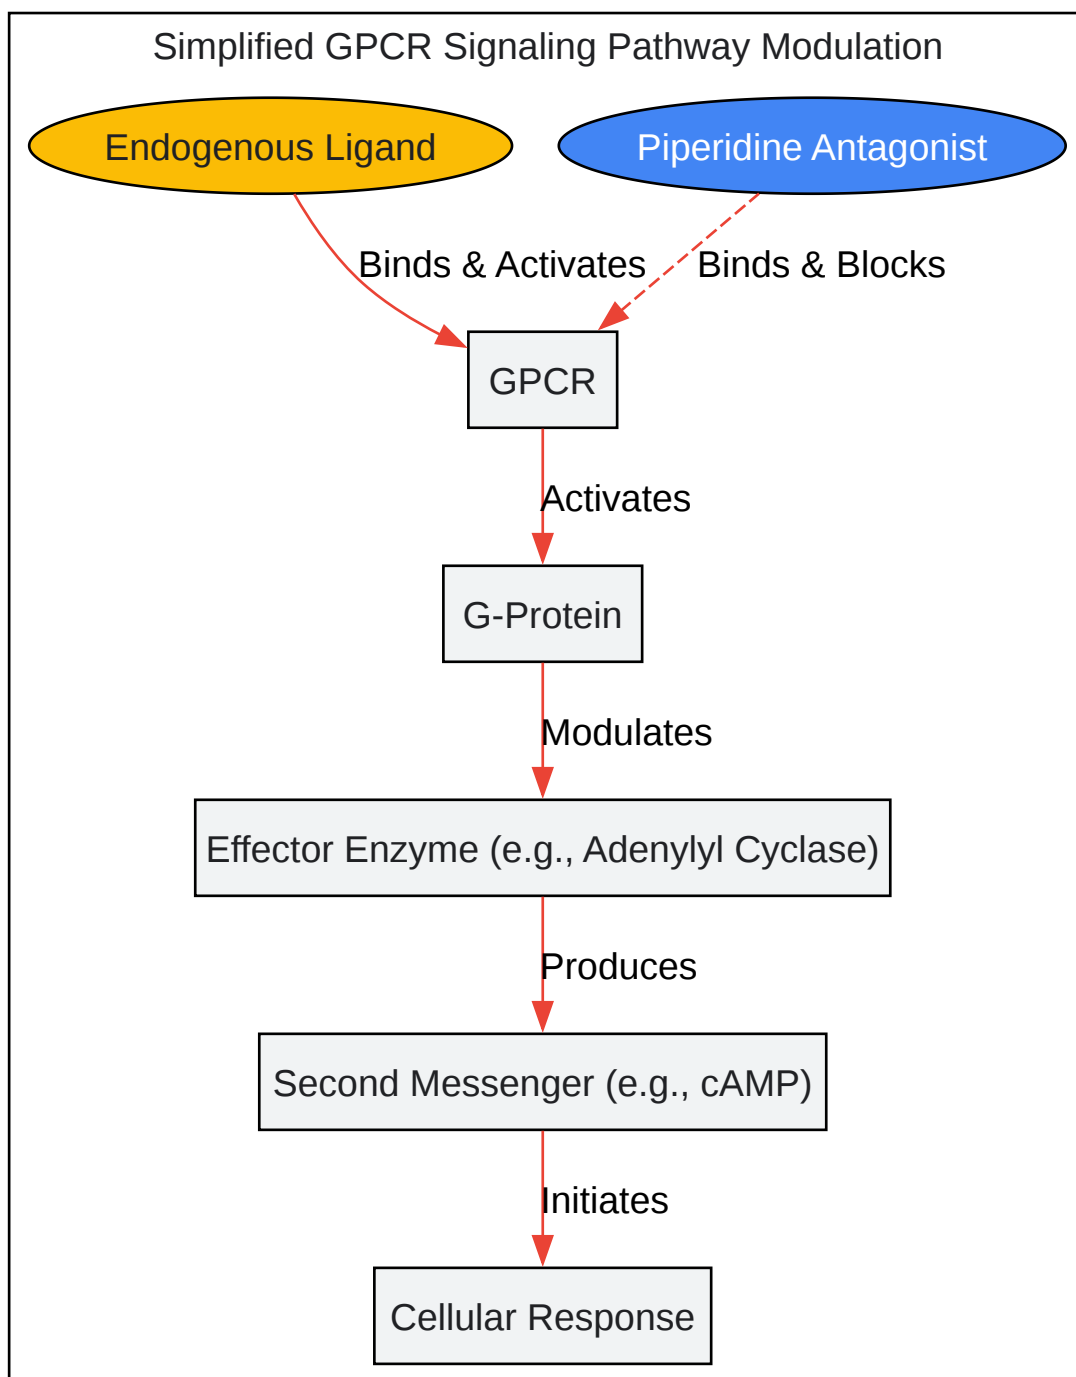 Simplified GPCR Signaling Pathway Modulation
Endogenous Ligand
Piperidine Antagonist
Binds & Activates
Binds & Blocks
GPCR
Activates
G-Protein
Modulates
Effector Enzyme (e.g., Adenylyl Cyclase)
Produces
Second Messenger (e.g., cAMP)
Initiates
Cellular Response